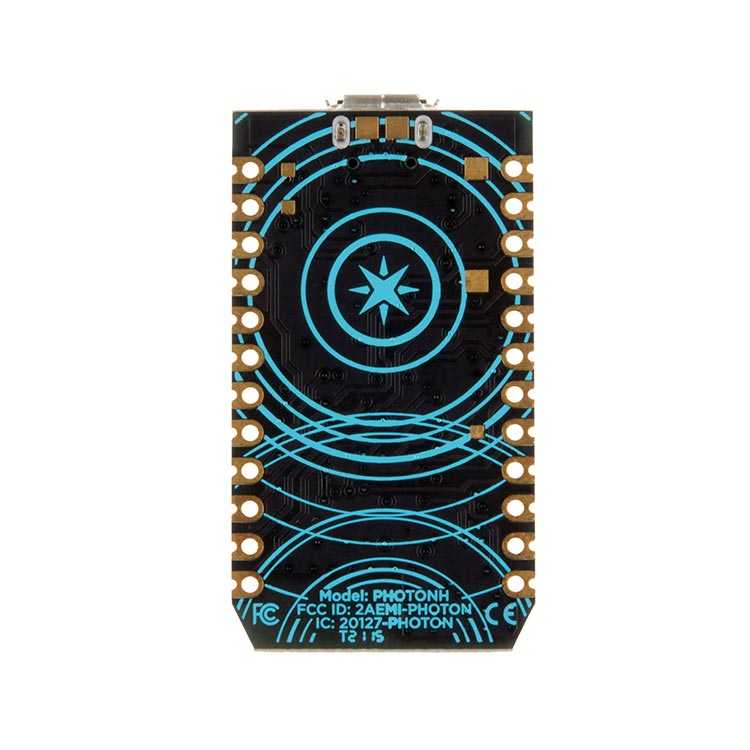 Model: PHOTONH
FCC ID: 2AEMI-PHOTON
FC CE
IC: 20127-PHOTON